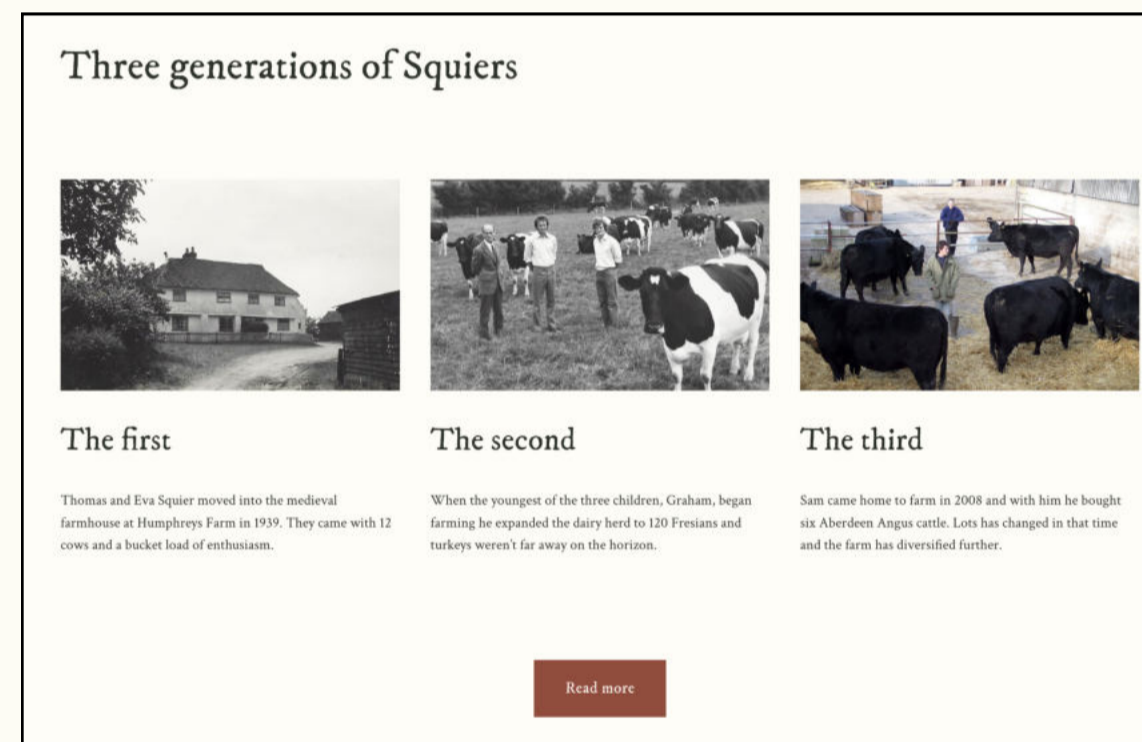 Three generations of Squiers
The first
Thomas and Eva Squier moved into the medieval
farmhouse at Humphreys Farm in 1939. They came with 12
cows and a bucket load of enthusiasm.
The second
When the youngest of the three children, Graham, began
farming he expanded the dairy herd to 120 Fresians and
turkeys weren't far away on the horizon.
The third
Sam came home to farm in 2008 and with him he bought
six Aberdeen Angus cattle. Lots has changed in that time
and the farm has diversified further.
Read more